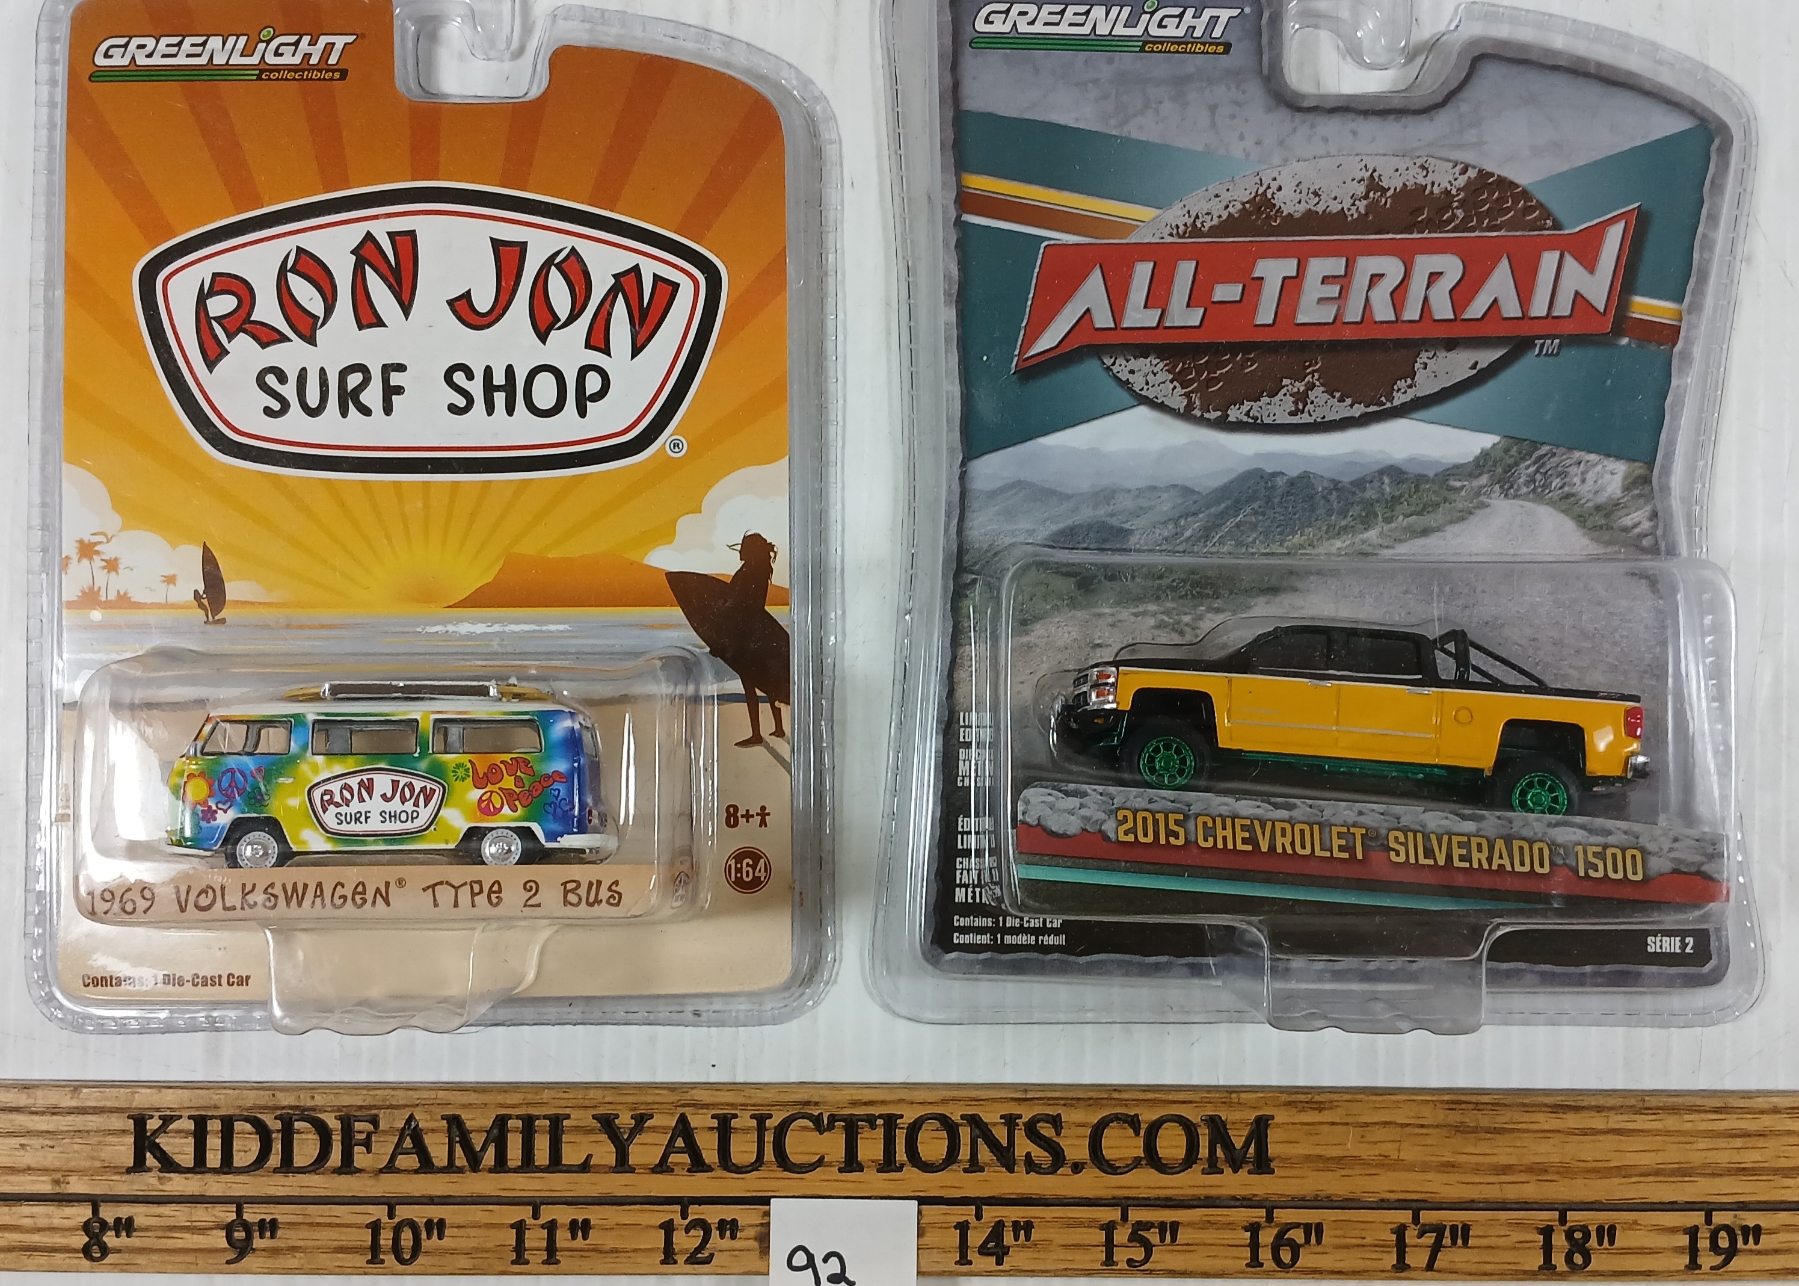 GREENLiGHT
collectibles
RON JON
SURF SHOP
®
RON JON
SURF SHOP
LOVE
Peace
8+
1:64
1969 VOLKSWAGEN® TYPE 2 BUS
Contains: 1 Die-Cast Car
GREENLiGHT
collectibles
ALL-TERRAIN
TM
2015 CHEVROLET® SILVERADO™ 1500
Contains: 1 Die-Cast Car
Contient: 1 modèle réduit
SÉRIE 2
KIDDFAMILYAUCTIONS.COM
8" 9" 10" 11" 12" 14" 15" 16" 17" 18" 19"
92